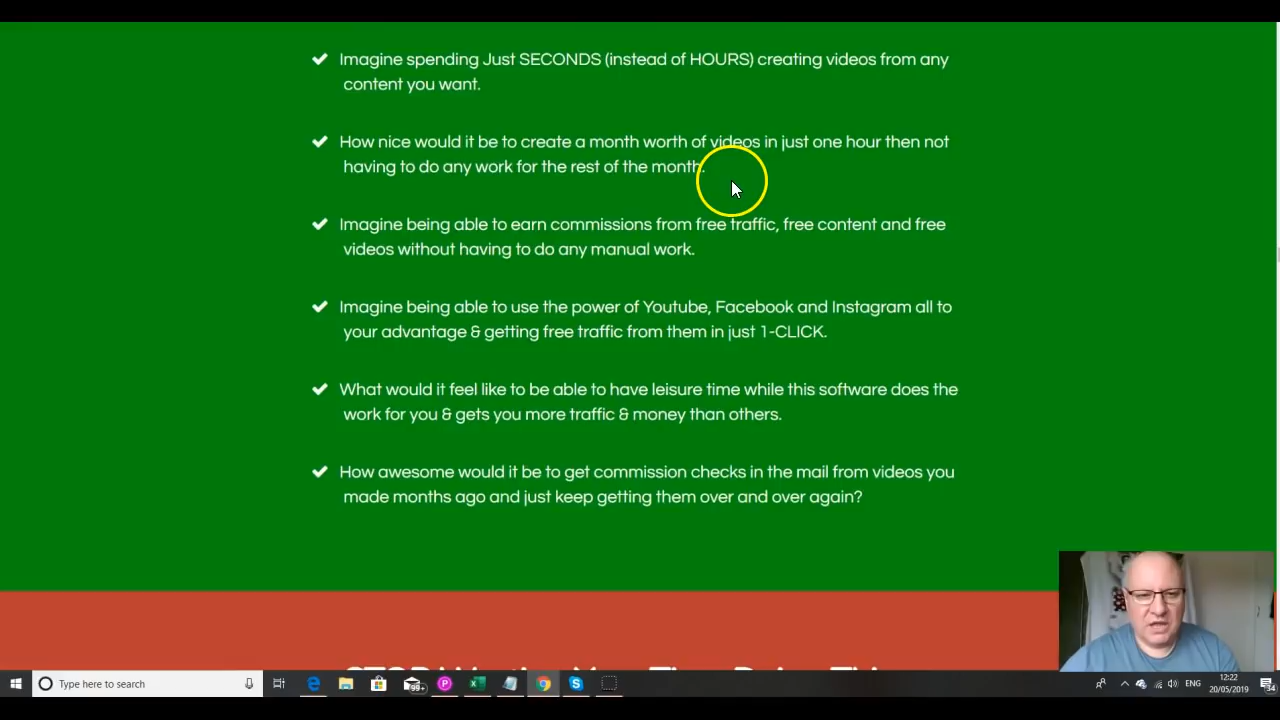 Imagine spending Just SECONDS (instead of HOURS) creating videos from any
content you want.
How nice would it be to create a month worth of videos in just one hour then not
having to do any work for the rest of the month.
Imagine being able to earn commissions from free traffic, free content and free
videos without having to do any manual work.
Imagine being able to use the power of Youtube, Facebook and Instagram all to
your advantage & getting free traffic from them in just 1-CLICK.
What would it feel like to be able to have leisure time while this software does the
work for you & gets you more traffic & money than others.
How awesome would it be to get commission checks in the mail from videos you
made months ago and just keep getting them over and over again?
STOP Wasting Your Time Doing This
Type here to search
99+
ENG
12:22
20/05/2019
34